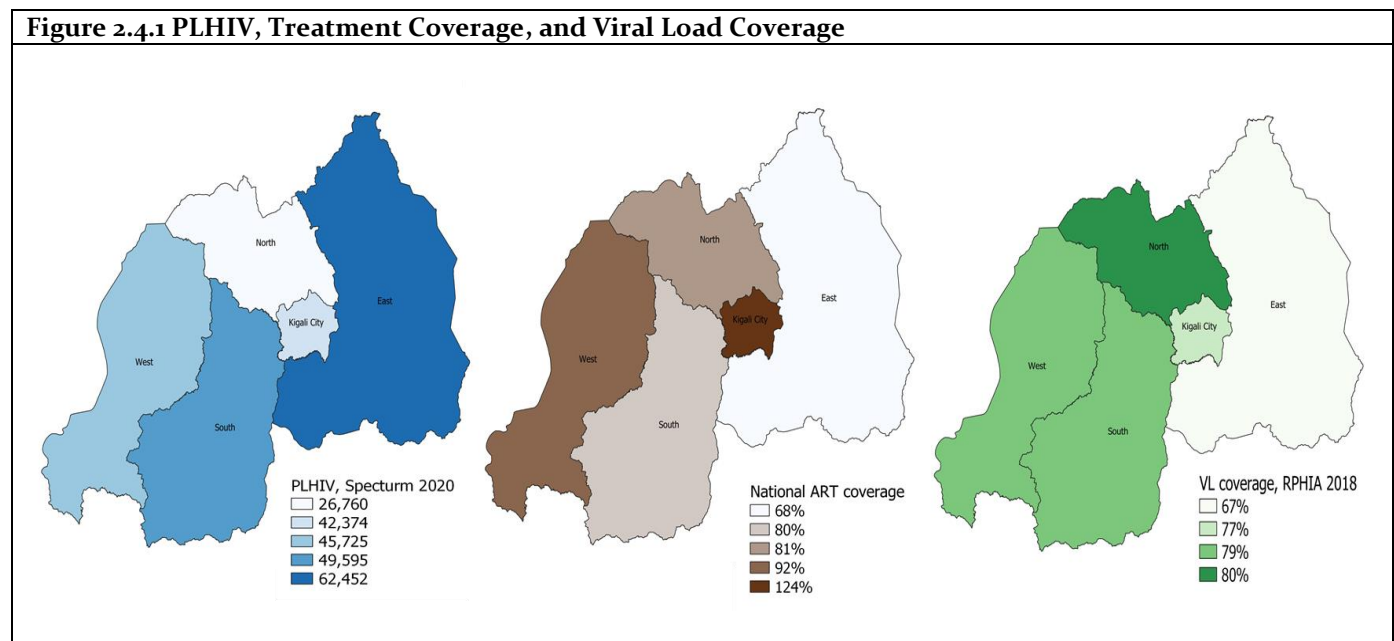 Figure 2.4.1 PLHIV, Treatment Coverage, and Viral Load Coverage
North
East
Kigali City
West
South
PLHIV, Specturm 2020
26,760
42,374
45,725
49,595
62,452
North
East
Kigali City
West
South
National ART coverage
68%
80%
81%
92%
124%
North
East
Kigali City
West
South
VL coverage, RPHIA 2018
67%
77%
79%
80%